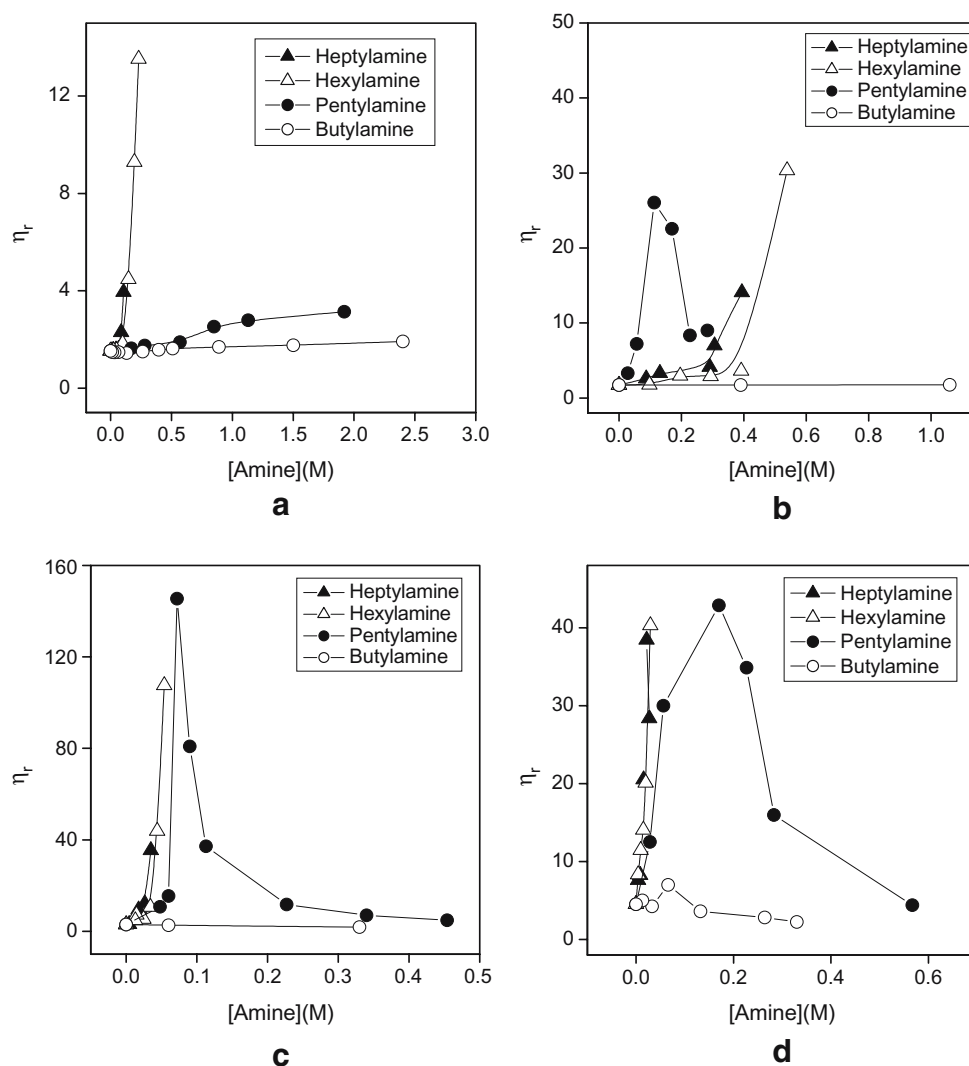 Heptylamine
Hexylamine
Pentylamine
Butylamine
12
8
4
0
ηr
0.0 0.5 1.0 1.5 2.0 2.5 3.0
[Amine](M)
a
Heptylamine
Hexylamine
Pentylamine
Butylamine
50
40
30
20
10
0
ηr
0.0 0.2 0.4 0.6 0.8 1.0
[Amine](M)
b
Heptylamine
Hexylamine
Pentylamine
Butylamine
160
120
80
40
0
ηr
0.0 0.1 0.2 0.3 0.4 0.5
[Amine](M)
c
Heptylamine
Hexylamine
Pentylamine
Butylamine
40
30
20
10
0
ηr
0.0 0.2 0.4 0.6
[Amine](M)
d